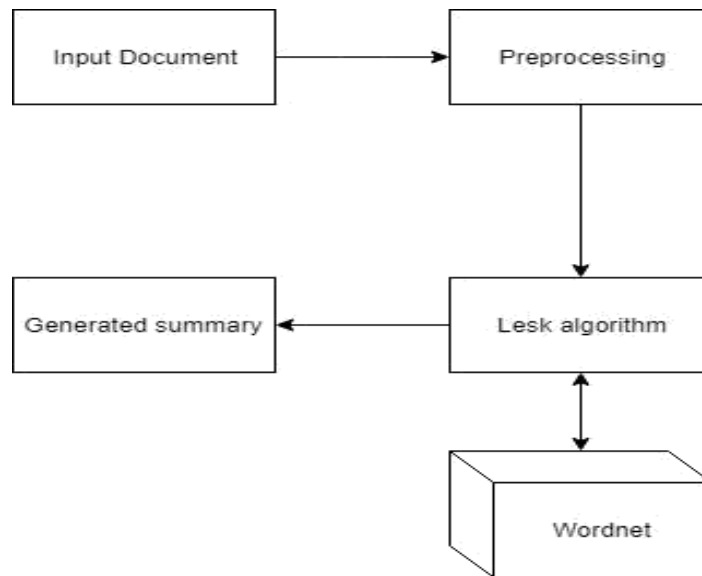 Input Document
Preprocessing
Generated summary
Lesk algorithm
Wordnet